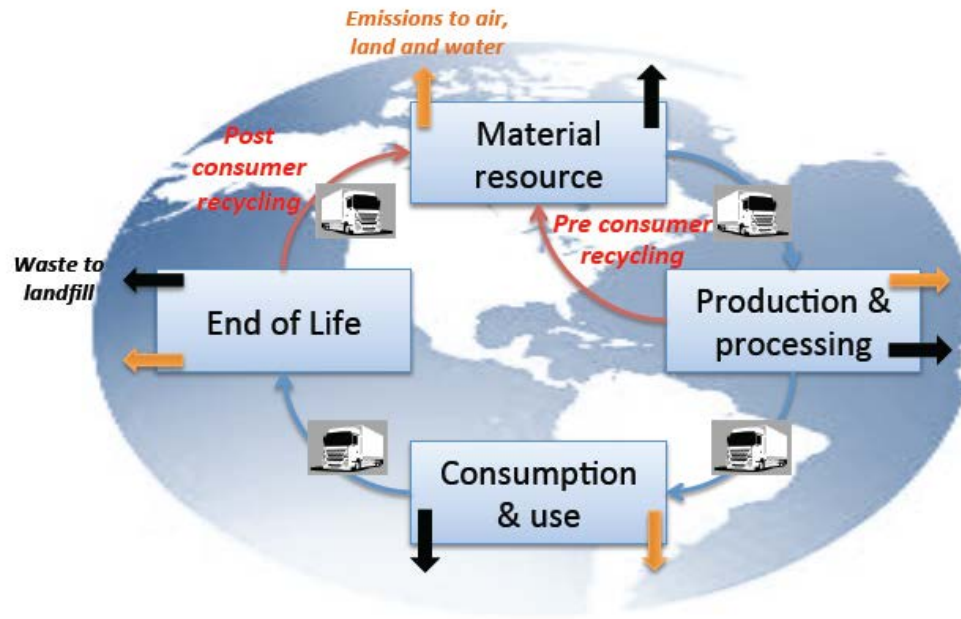 Emissions to air,
land and water
Material
resource
Post
consumer
recycling
Pre consumer
recycling
Waste to
landfill
End of Life
Production &
processing
Consumption
& use